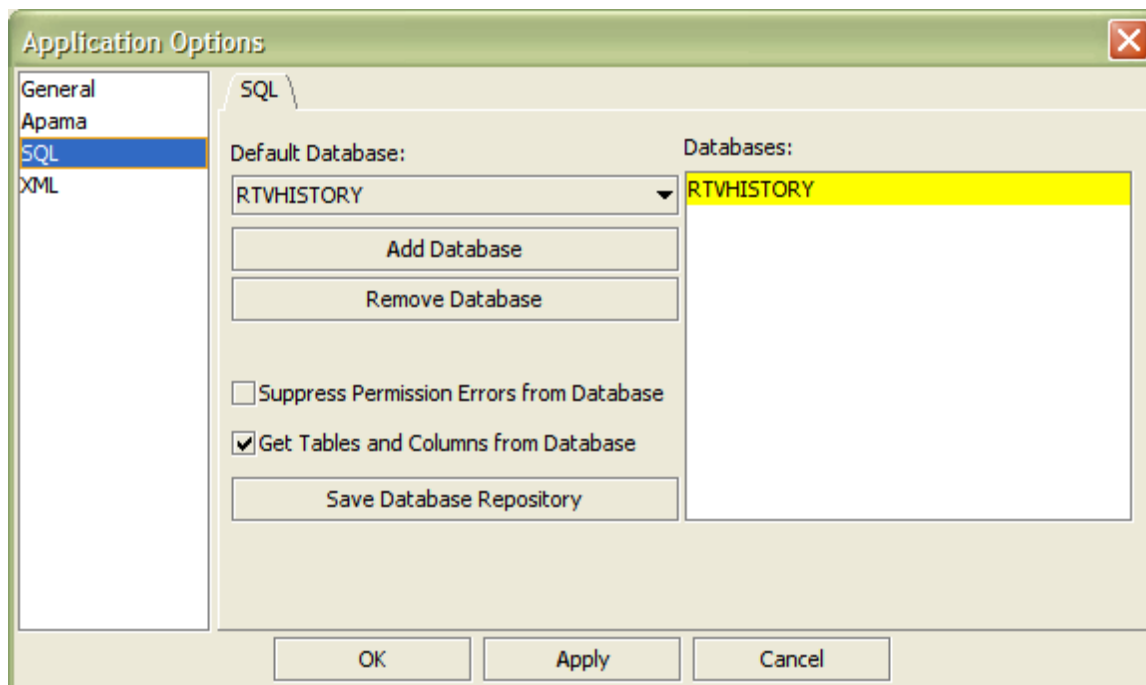 Application Options
General
Apama
SQL
XML
SQL
Default Database:
RTVHISTORY
Add Database
Remove Database
Suppress Permission Errors from Database
Get Tables and Columns from Database
Save Database Repository
Databases:
RTVHISTORY
OK
Apply
Cancel